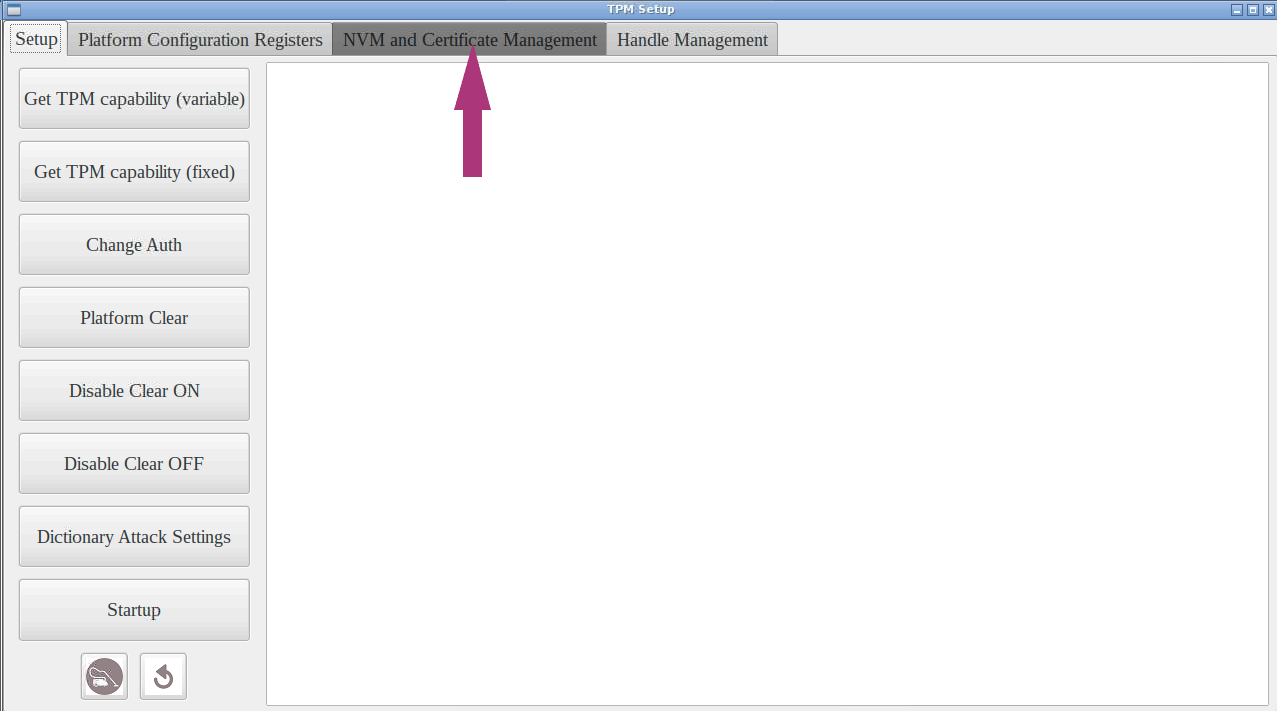 TPM Setup
Setup
Platform Configuration Registers
NVM and Certificate Management
Handle Management
Get TPM capability (variable)
Get TPM capability (fixed)
Change Auth
Platform Clear
Disable Clear ON
Disable Clear OFF
Dictionary Attack Settings
Startup